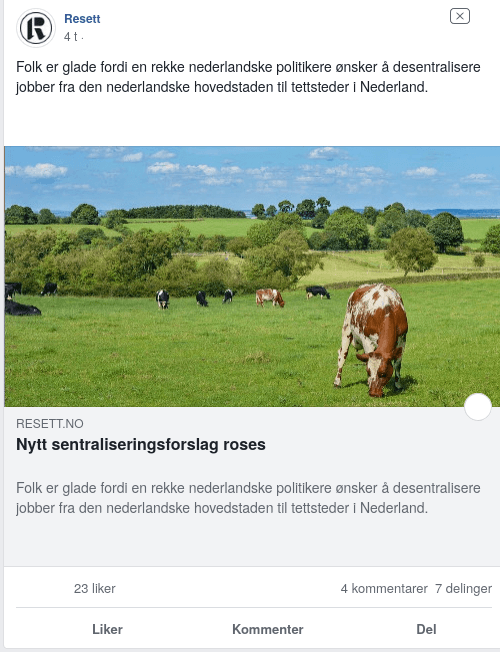 Resett
4 t ·
Folk er glade fordi en rekke nederlandske politikere ønsker å desentralisere
jobber fra den nederlandske hovedstaden til tettsteder i Nederland.
RESETT.NO
Nytt sentraliseringsforslag roses
Folk er glade fordi en rekke nederlandske politikere ønsker å desentralisere
jobber fra den nederlandske hovedstaden til tettsteder i Nederland.
23 liker 4 kommentarer 7 delinger
Liker Kommenter Del